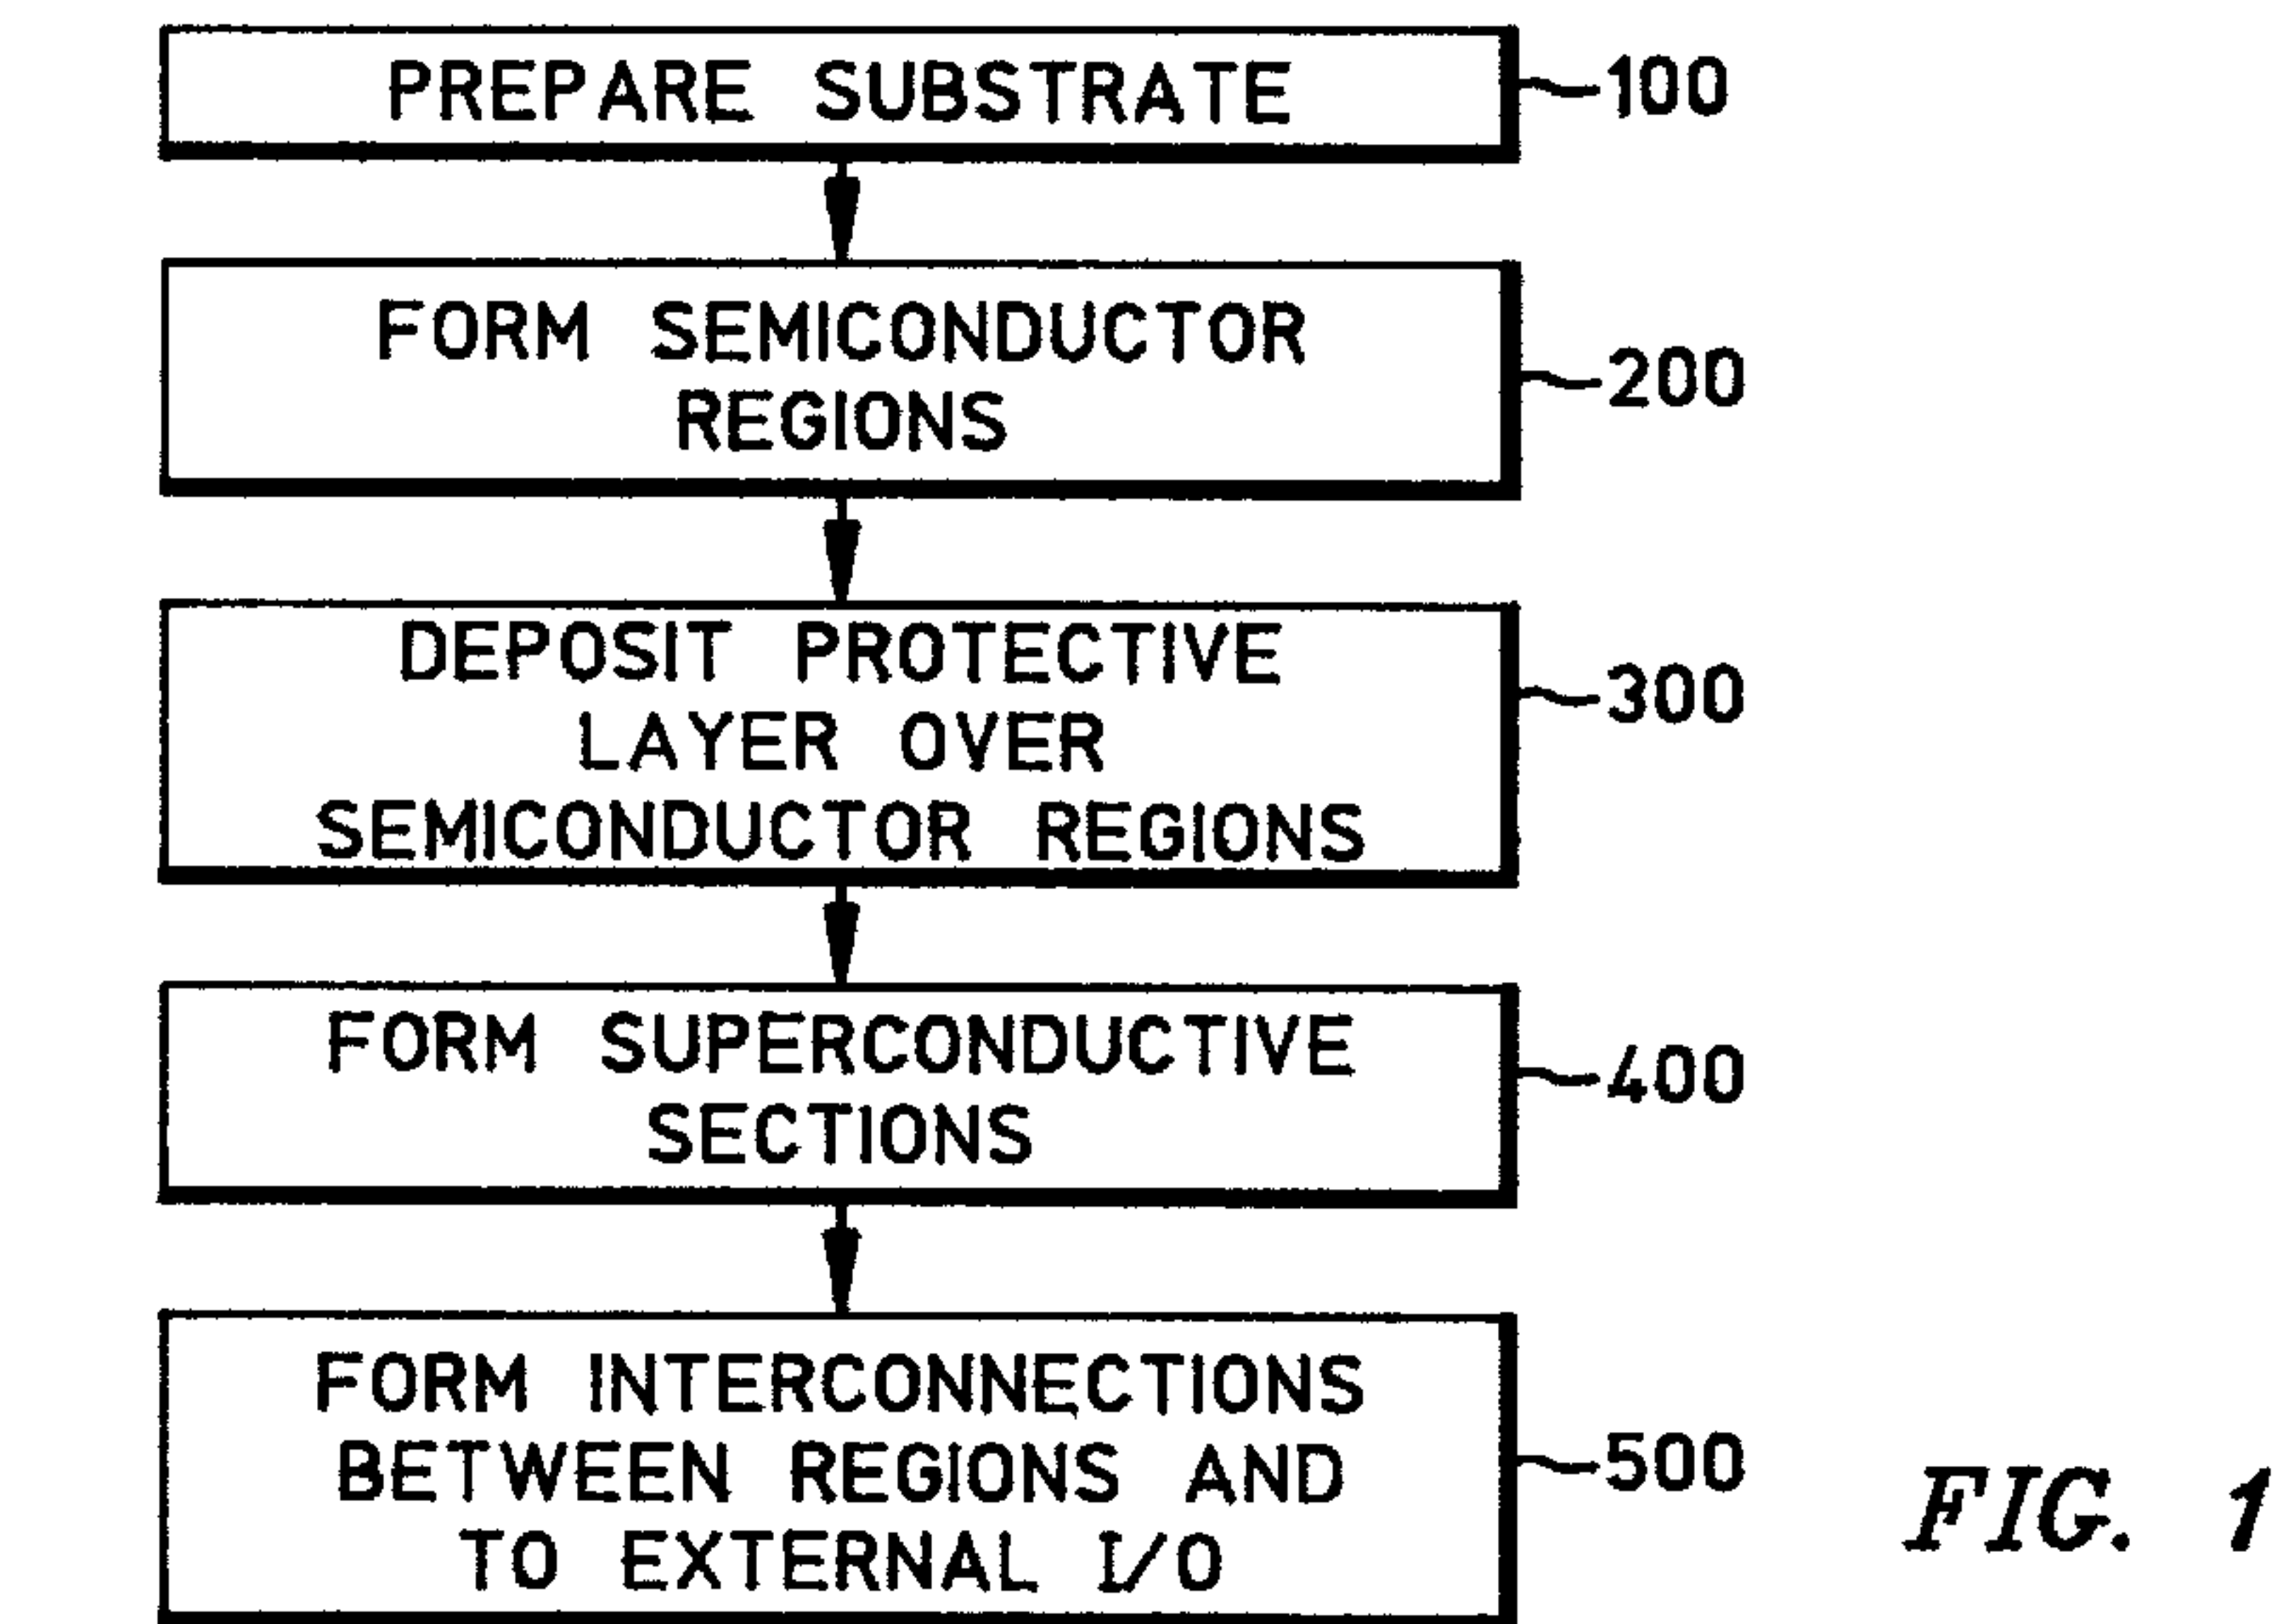 PREPARE SUBSTRATE
100
FORM SEMICONDUCTOR
REGIONS
200
DEPOSIT PROTECTIVE
LAYER OVER
SEMICONDUCTOR REGIONS
300
FORM SUPERCONDUCTIVE
SECTIONS
400
FORM INTERCONNECTIONS
BETWEEN REGIONS AND
TO EXTERNAL I/O
500
FIG. 1